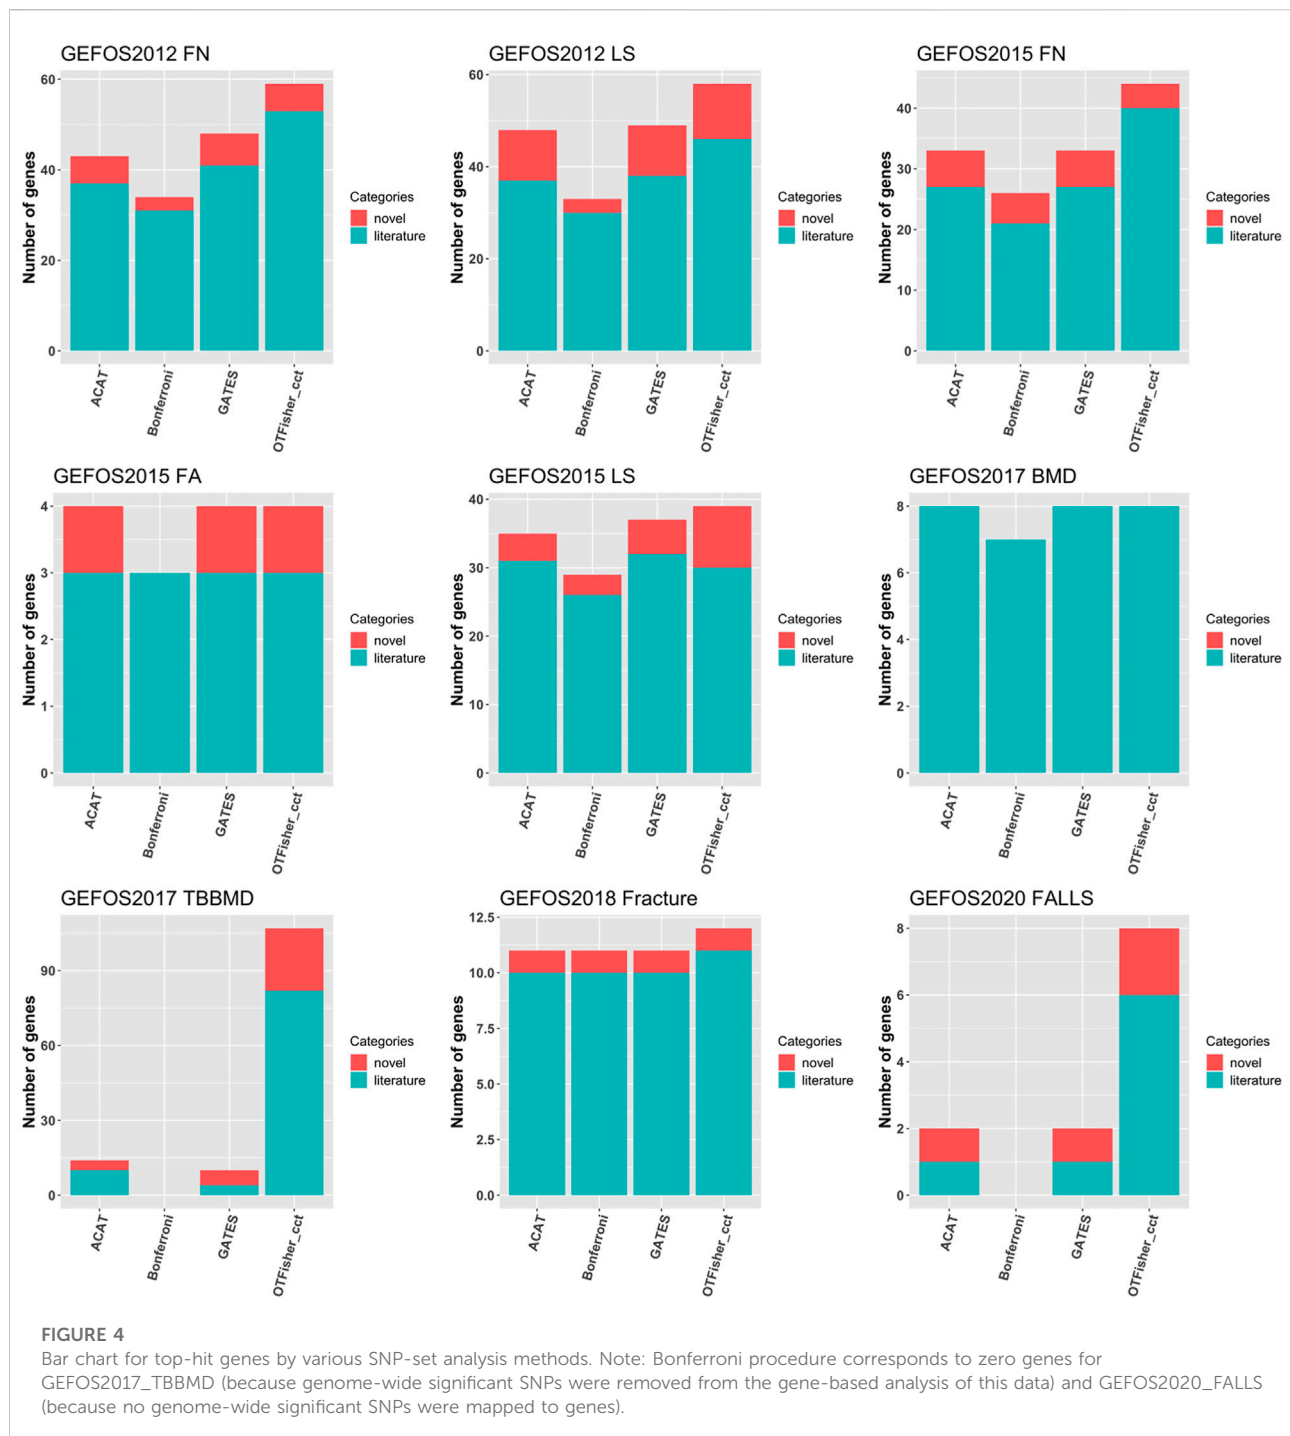 GEFOS2012 FN
Number of genes
60
40
20
0
ACAT
Bonferroni
GATES
OTFisher_cct
Categories
novel
literature
GEFOS2012 LS
Number of genes
60
40
20
0
ACAT
Bonferroni
GATES
OTFisher_cct
Categories
novel
literature
GEFOS2015 FN
Number of genes
40
30
20
10
0
ACAT
Bonferroni
GATES
OTFisher_cct
Categories
novel
literature
GEFOS2015 FA
Number of genes
4
3
2
1
0
ACAT
Bonferroni
GATES
OTFisher_cct
Categories
novel
literature
GEFOS2015 LS
Number of genes
40
30
20
10
0
ACAT
Bonferroni
GATES
OTFisher_cct
Categories
novel
literature
GEFOS2017 BMD
Number of genes
8
6
4
2
0
ACAT
Bonferroni
GATES
OTFisher_cct
Categories
novel
literature
GEFOS2017 TBBMD
Number of genes
90
60
30
0
ACAT
Bonferroni
GATES
OTFisher_cct
Categories
novel
literature
GEFOS2018 Fracture
Number of genes
12.5
10.0
7.5
5.0
2.5
0.0
ACAT
Bonferroni
GATES
OTFisher_cct
Categories
novel
literature
GEFOS2020 FALLS
Number of genes
8
6
4
2
0
ACAT
Bonferroni
GATES
OTFisher_cct
Categories
novel
literature
FIGURE 4
Bar chart for top-hit genes by various SNP-set analysis methods. Note: Bonferroni procedure corresponds to zero genes for
GEFOS2017_TBBMD (because genome-wide significant SNPs were removed from the gene-based analysis of this data) and GEFOS2020_FALLS
(because no genome-wide significant SNPs were mapped to genes).